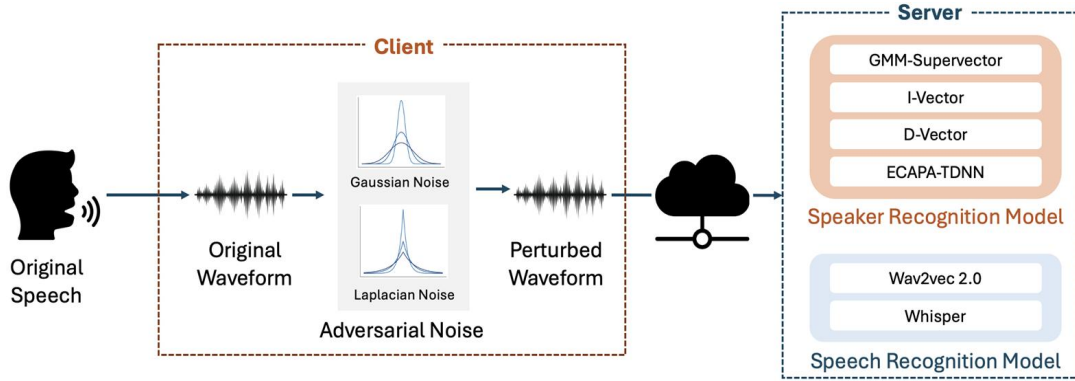 Original
Speech
Client
Original
Waveform
Gaussian Noise
Laplacian Noise
Adversarial Noise
Perturbed
Waveform
Server
GMM-Supervector
I-Vector
D-Vector
ECAPA-TDNN
Speaker Recognition Model
Wav2vec 2.0
Whisper
Speech Recognition Model